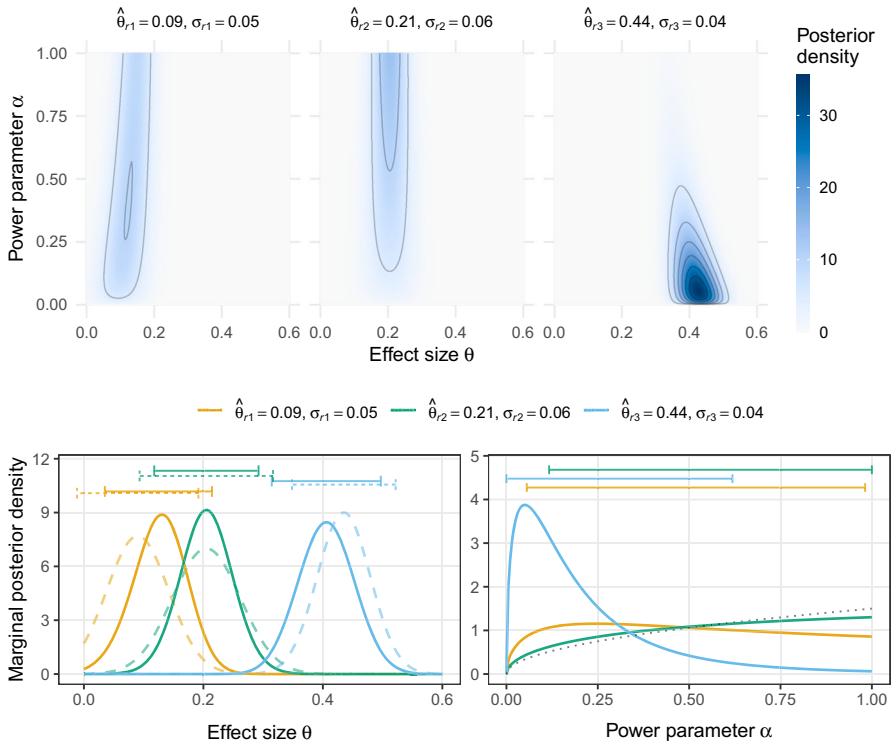 θ̂r1 = 0.09, σr1 = 0.05
θ̂r2 = 0.21, σr2 = 0.06
θ̂r3 = 0.44, σr3 = 0.04
Posterior
density
30
20
10
0
Power parameter α
1.00
0.75
0.50
0.25
0.00
0.0 0.2 0.4 0.6
0.0 0.2 0.4 0.6
0.0 0.2 0.4 0.6
Effect size θ
θ̂r1 = 0.09, σr1 = 0.05
θ̂r2 = 0.21, σr2 = 0.06
θ̂r3 = 0.44, σr3 = 0.04
Marginal posterior density
12
9
6
3
0
0.0 0.2 0.4 0.6
Effect size θ
5
4
3
2
1
0
0.00 0.25 0.50 0.75 1.00
Power parameter α